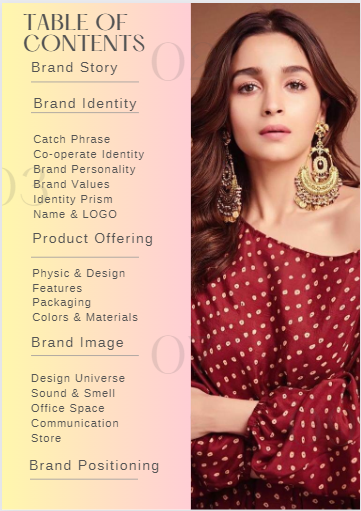 TABLE OF
CONTENTS
Brand Story
Brand Identity
Catch Phrase
Co-operate Identity
Brand Personality
Brand Values
Identity Prism
Name & LOGO
Product Offering
Physic & Design
Features
Packaging
Colors & Materials
Brand Image
Design Universe
Sound & Smell
Office Space
Communication
Store
Brand Positioning